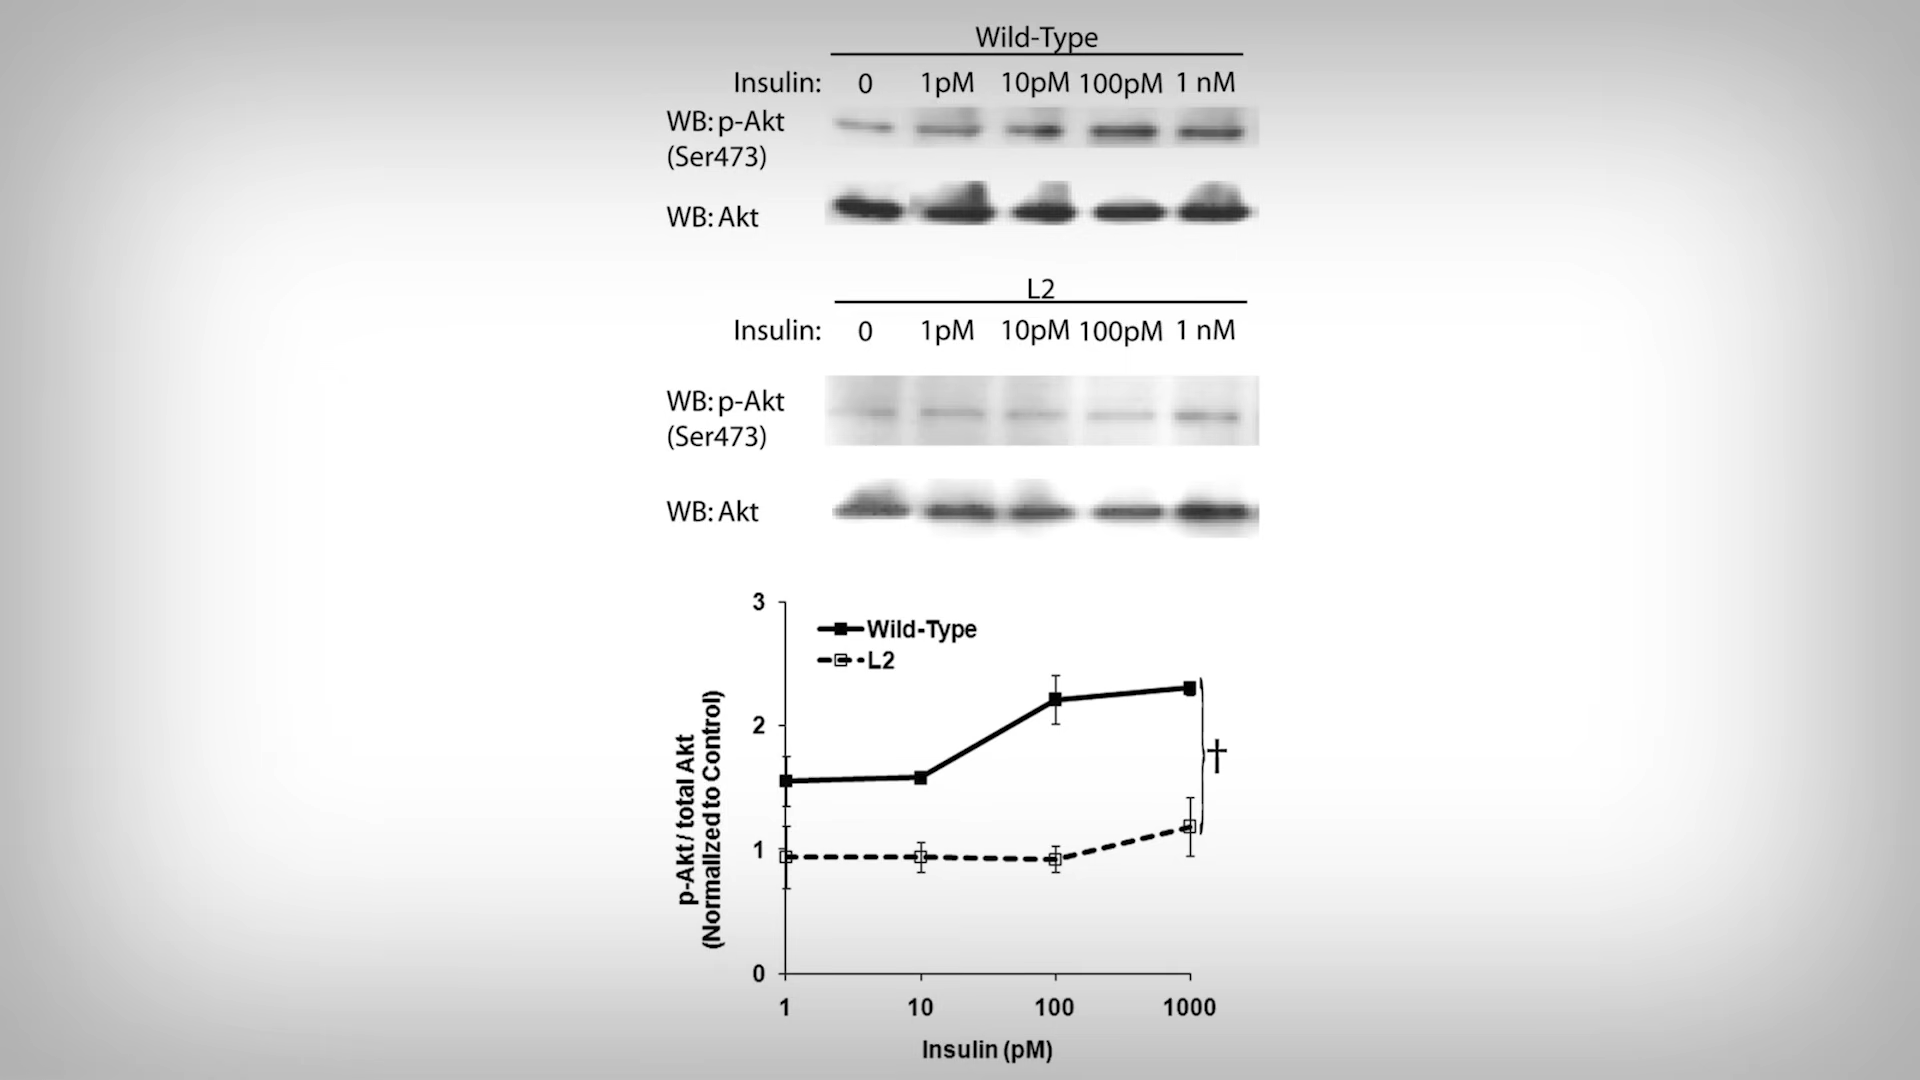 Wild-Type
Insulin: 0 1pM 10pM 100pM 1 nM
WB: p-Akt
(Ser473)
WB: Akt
L2
Insulin: 0 1pM 10pM 100pM 1 nM
WB: p-Akt
(Ser473)
WB: Akt
3
Wild-Type
L2
2
†
1
0
p-Akt / total Akt
(Normalized to Control)
1 10 100 1000
Insulin (pM)